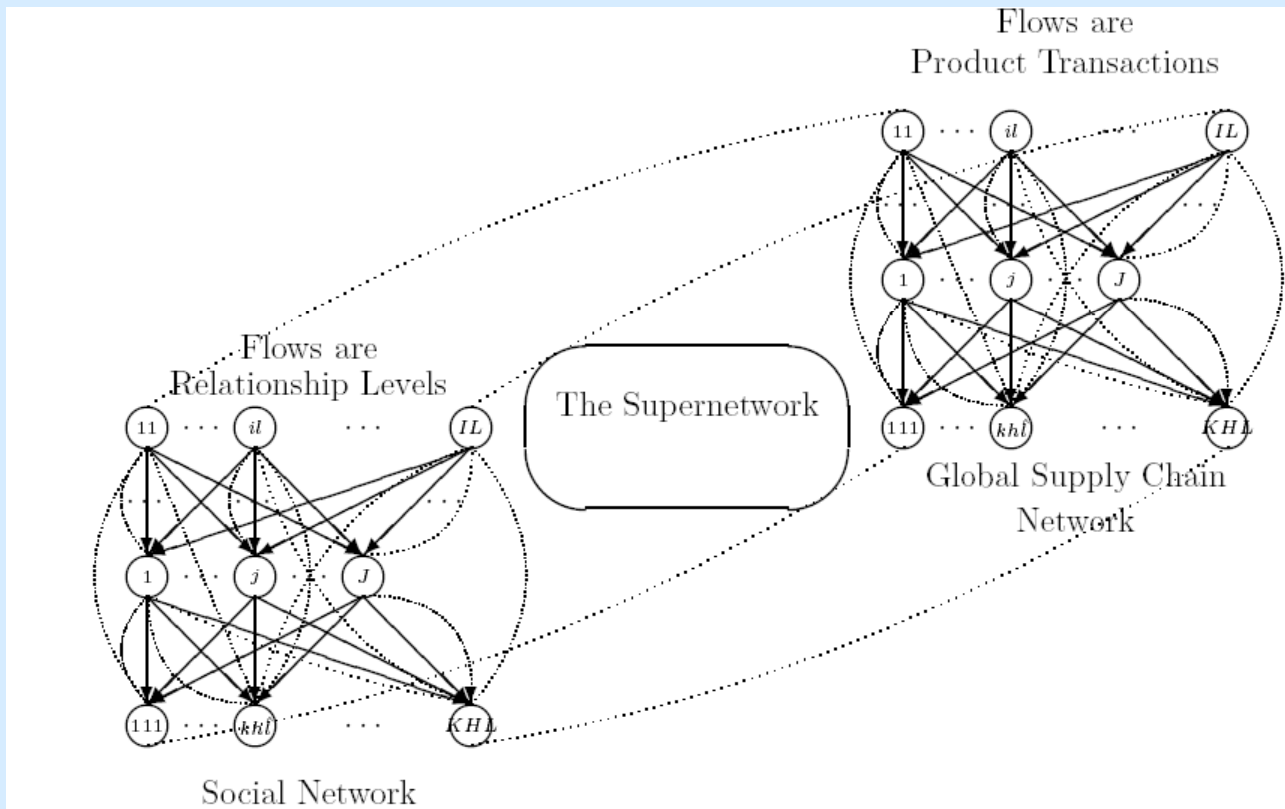 Flows are
Product Transactions
11 · · · il · · · IL
1 · · · j · · · J
111 · · · khl̂ · · · KHL
Global Supply Chain
Network
The Supernetwork
Flows are
Relationship Levels
11 · · · il · · · IL
1 · · · j · · · J
111 · · · khl̂ · · · KHL
Social Network